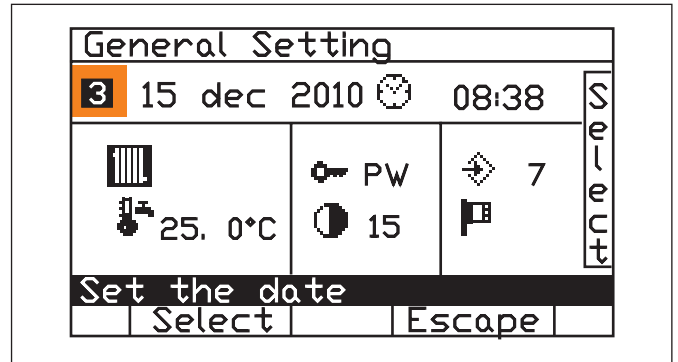 General Setting
3 15 dec 2010 08:38
PW 7
25. 0°C 15
Select
Set the date
Select Escape